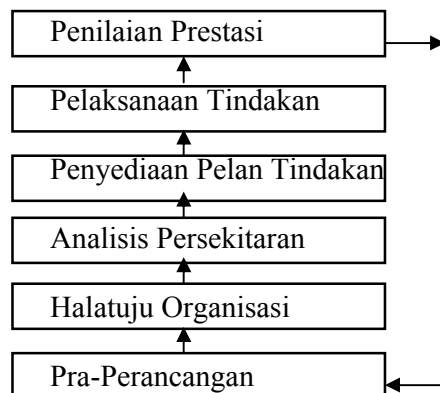 Penilaian Prestasi
Pelaksanaan Tindakan
Penyediaan Pelan Tindakan
Analisis Persekitaran
Halatuju Organisasi
Pra-Perancangan